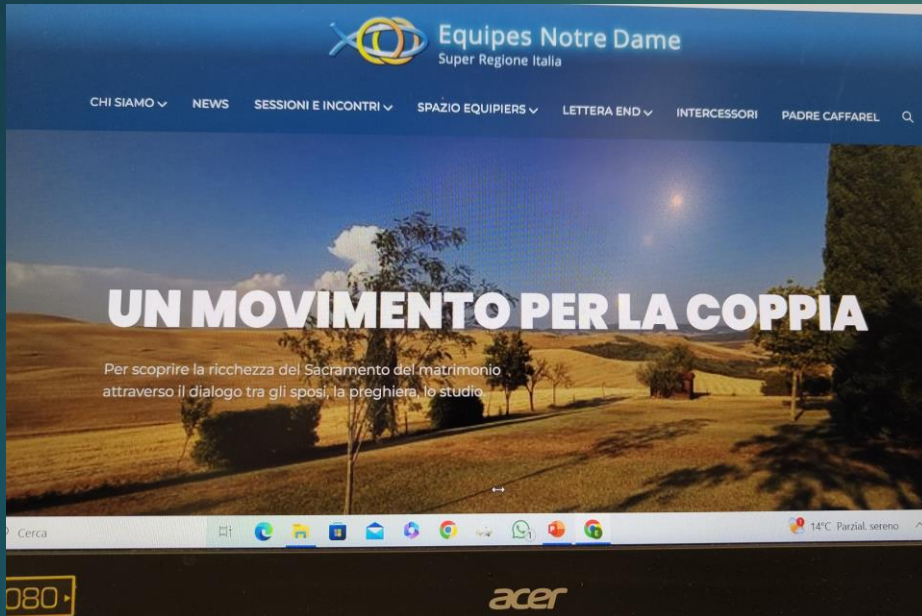 Equipes Notre Dame
Super Regione Italia
CHI SIAMO NEWS SESSIONI E INCONTRI SPAZIO EQUIPIERS LETTERA END INTERCESSORI PADRE CAFFAREL
UN MOVIMENTO PER LA COPPIA
Per scoprire la ricchezza del Sacramento del matrimonio
attraverso il dialogo tra gli sposi, la preghiera, lo studio.
Cerca
1
14°C Parzial. sereno
080
acer